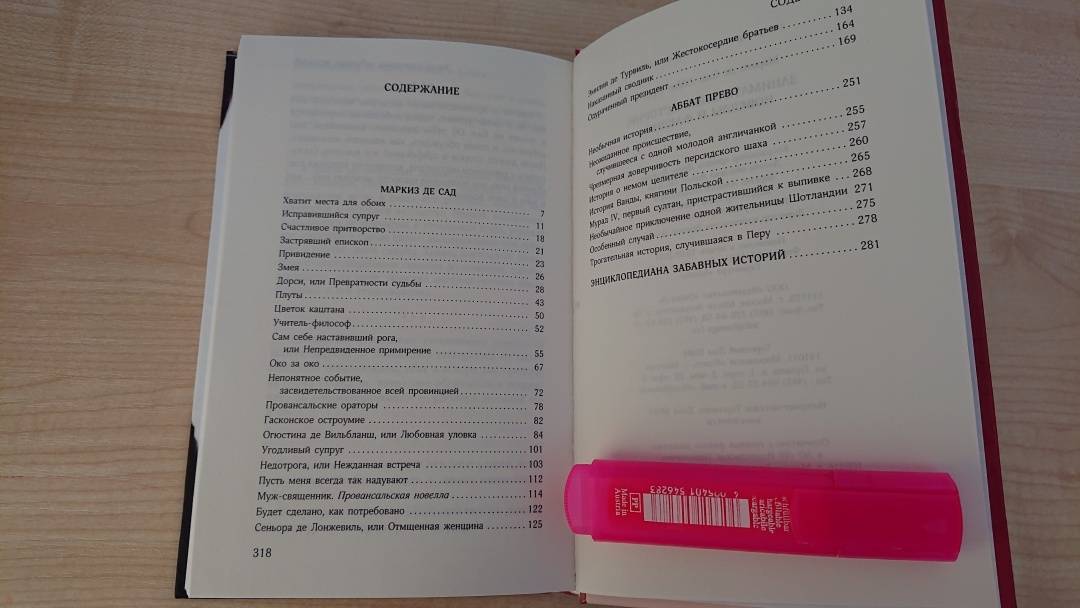 СОДЕРЖАНИЕ
МАРКИЗ ДЕ САД
Хватит места для обоих 7
Исправившийся супруг 11
Счастливое притворство 18
Застрявший епископ 21
Привидение 23
Змея 26
Дорси, или Превратности судьбы 28
Плуты 43
Цветок каштана 50
Учитель-философ 52
Сам себе наставивший рога,
или Непредвиденное примирение 55
Око за око 67
Непонятное событие,
засвидетельствованное всей провинцией 72
Провансальские ораторы 78
Гасконское остроумие 82
Огюстина де Вильбланш, или Любовная уловка 84
Угодливый супруг 101
Недотрога, или Нежданная встреча 103
Пусть меня всегда так надувают 112
Муж-священник. Провансальская новелла 114
Будет сделано, как потребовано 122
Сеньора де Лонжевиль, или Отмщенная женщина 125
318
Эмилия де Турвиль, или Жестокосердие братьев 134
Наказанный сводник 164
Одураченный президент 169
АББАТ ПРЕВО
Необычная история 251
Неожиданное происшествие,
случившееся с одной молодой англичанкой 255
Чрезмерная доверчивость персидского шаха 257
История о немом целителе 260
История Ванды, княгини Польской 265
Мурад IV, первый султан, пристрастившийся к выпивке 268
Необычайное приключение одной жительницы Шотландии 271
Особенный случай 275
Трогательная история, случившаяся в Перу 278
ЭНЦИКЛОПЕДИАНА ЗАБАВНЫХ ИСТОРИЙ 281
Made in
Austria
PP
4 005401 546283